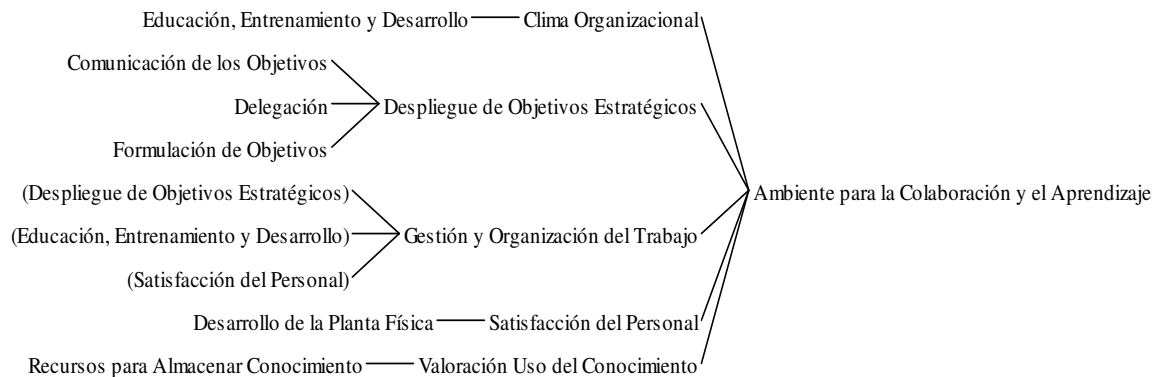 Educación, Entrenamiento y Desarrollo Clima Organizacional
Comunicación de los Objetivos
Delegación Despliegue de Objetivos Estratégicos
Formulación de Objetivos
(Despliegue de Objetivos Estratégicos) Ambiente para la Colaboración y el Aprendizaje
(Educación, Entrenamiento y Desarrollo) Gestión y Organización del Trabajo
(Satisfacción del Personal)
Desarrollo de la Planta Física Satisfacción del Personal
Recursos para Almacenar Conocimiento Valoración Uso del Conocimiento